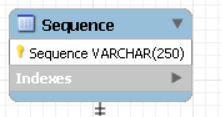 Sequence
Sequence VARCHAR(250)
Indexes